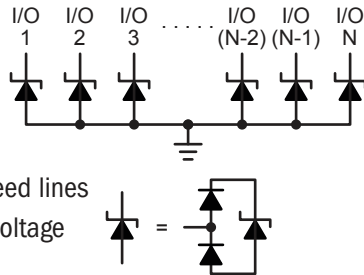 I/O I/O I/O ..... I/O I/O I/O
1 2 3 (N-2) (N-1) N
eed lines
oltage =